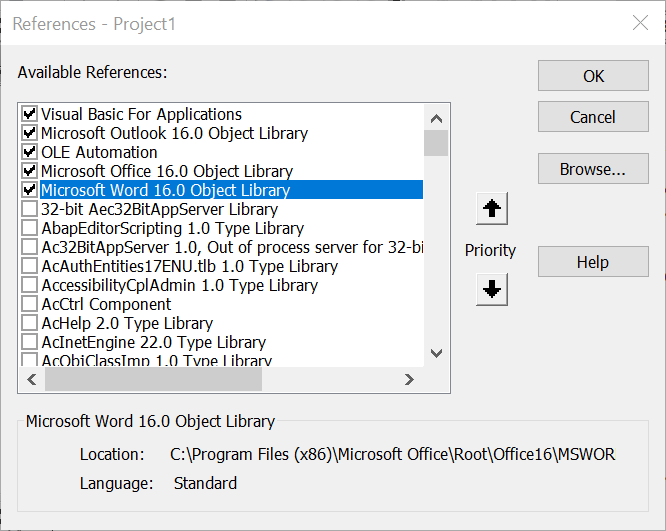 References - Project1
Available References:
Visual Basic For Applications
Microsoft Outlook 16.0 Object Library
OLE Automation
Microsoft Office 16.0 Object Library
Microsoft Word 16.0 Object Library
32-bit Aec32BitAppServer Library
AbapEditorScripting 1.0 Type Library
Ac32BitAppServer 1.0, Out of process server for 32-bi
AcAuthEntities17ENU.tlb 1.0 Type Library
AccessibilityCplAdmin 1.0 Type Library
AcCtrl Component
AcHelp 2.0 Type Library
AcInetEngine 22.0 Type Library
AcObjClassImp 1.0 Type Library
OK
Cancel
Browse...
Priority
Help
Microsoft Word 16.0 Object Library
Location: C:\Program Files (x86)\Microsoft Office\Root\Office16\MSWOR
Language: Standard